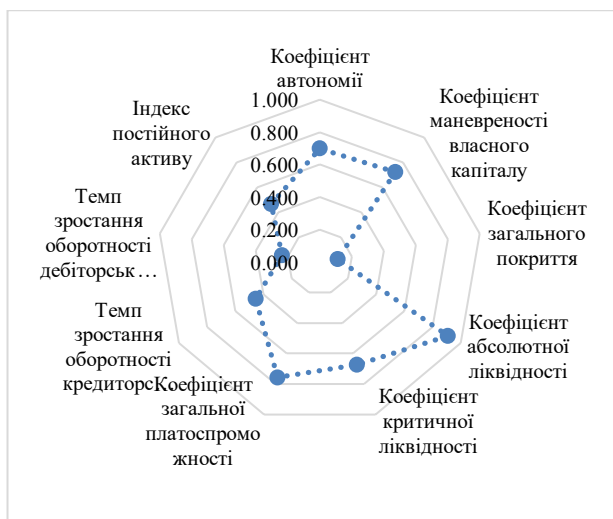 Коефіцієнт
автономії
Коефіцієнт
маневреності
власного
капіталу
Коефіцієнт
загального
покриття
Коефіцієнт
абсолютної
ліквідності
Коефіцієнт
критичної
ліквідності
Коефіцієнт
загальної
платоспромо
жності
Темп
зростання
оборотності
кредиторс…
Темп
зростання
оборотності
дебіторськ…
Індекс
постійного
активу
1.000
0.800
0.600
0.400
0.200
0.000